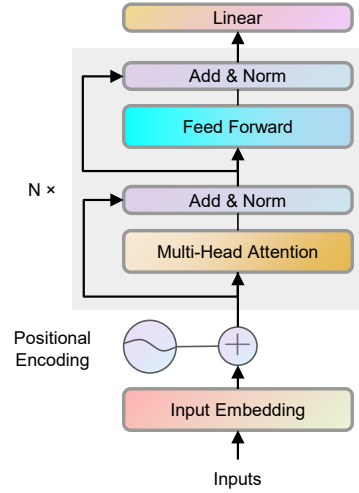 Linear
Add & Norm
Feed Forward
N ×
Add & Norm
Multi-Head Attention
Positional
Encoding
Input Embedding
Inputs